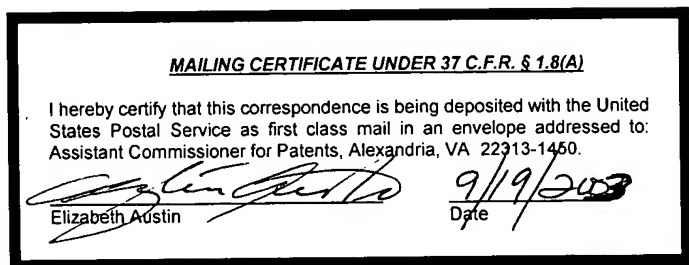 MAILING CERTIFICATE UNDER 37 C.F.R. § 1.8(A)
I hereby certify that this correspondence is being deposited with the United
States Postal Service as first class mail in an envelope addressed to:
Assistant Commissioner for Patents, Alexandria, VA 22313-1450.
9/19/2003
Elizabeth Austin Date